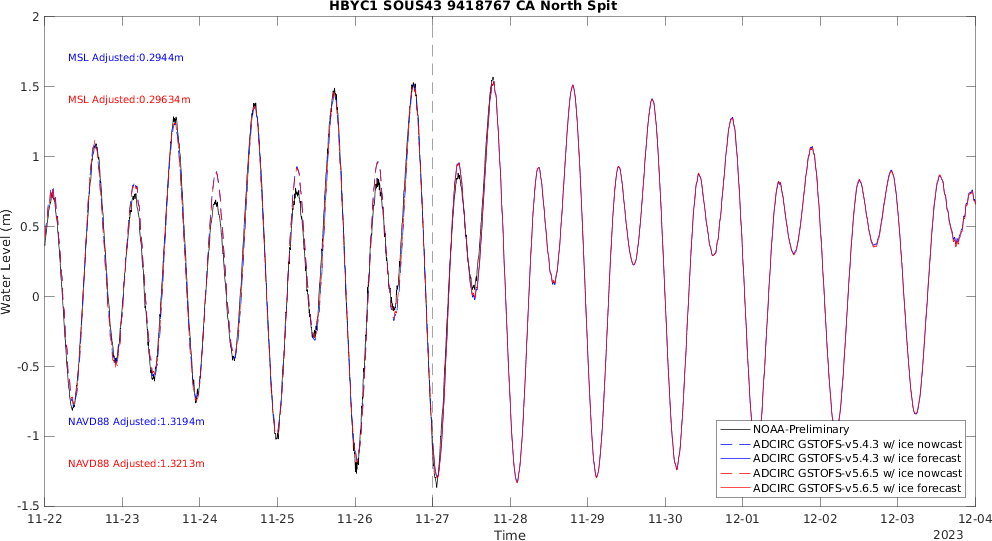 HBYC1 SOUS43 9418767 CA North Spit
2
1.5
1
0.5
0
-0.5
-1
-1.5
Water Level (m)
MSL Adjusted:0.2944m
MSL Adjusted:0.29634m
NAVD88 Adjusted:1.3194m
NAVD88 Adjusted:1.3213m
NOAA-Preliminary
ADCIRC GSTOFS-v5.4.3 w/ ice nowcast
ADCIRC GSTOFS-v5.4.3 w/ ice forecast
ADCIRC GSTOFS-v5.6.5 w/ ice nowcast
ADCIRC GSTOFS-v5.6.5 w/ ice forecast
11-22 11-23 11-24 11-25 11-26 11-27 11-28 11-29 11-30 12-01 12-02 12-03 12-04
Time
2023